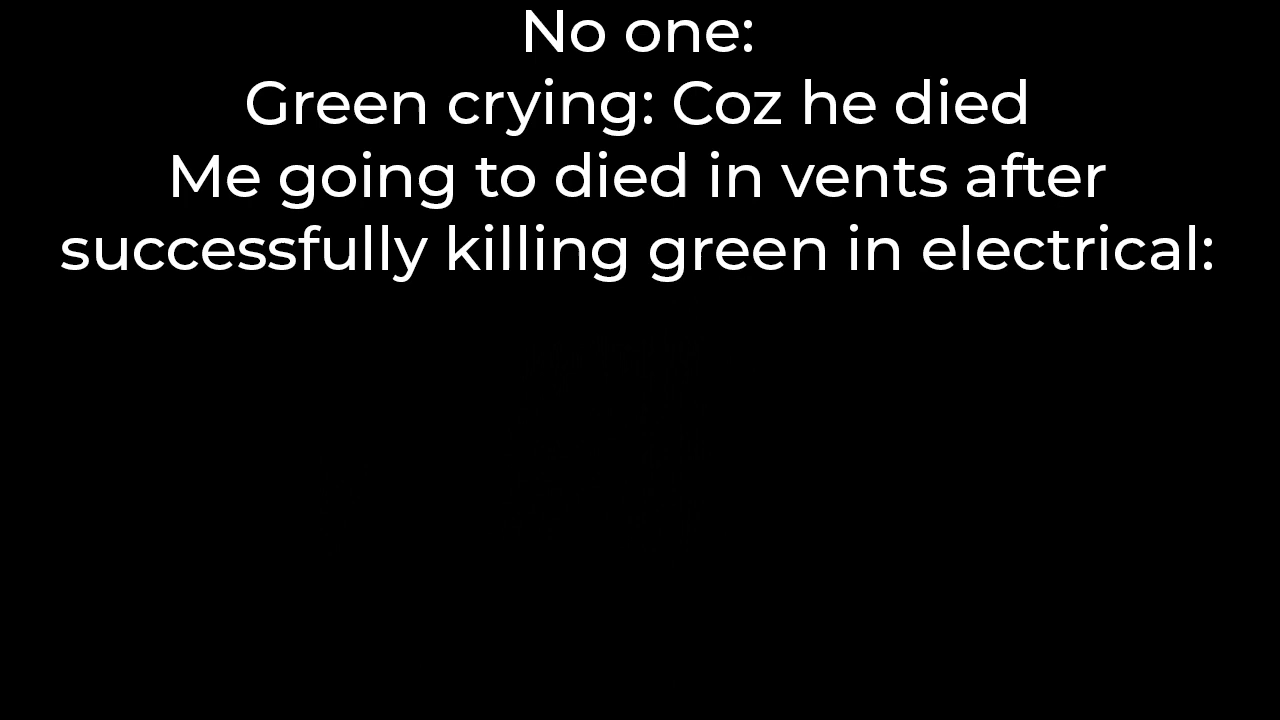 No one:
Green crying: Coz he died
Me going to died in vents after
successfully killing green in electrical: